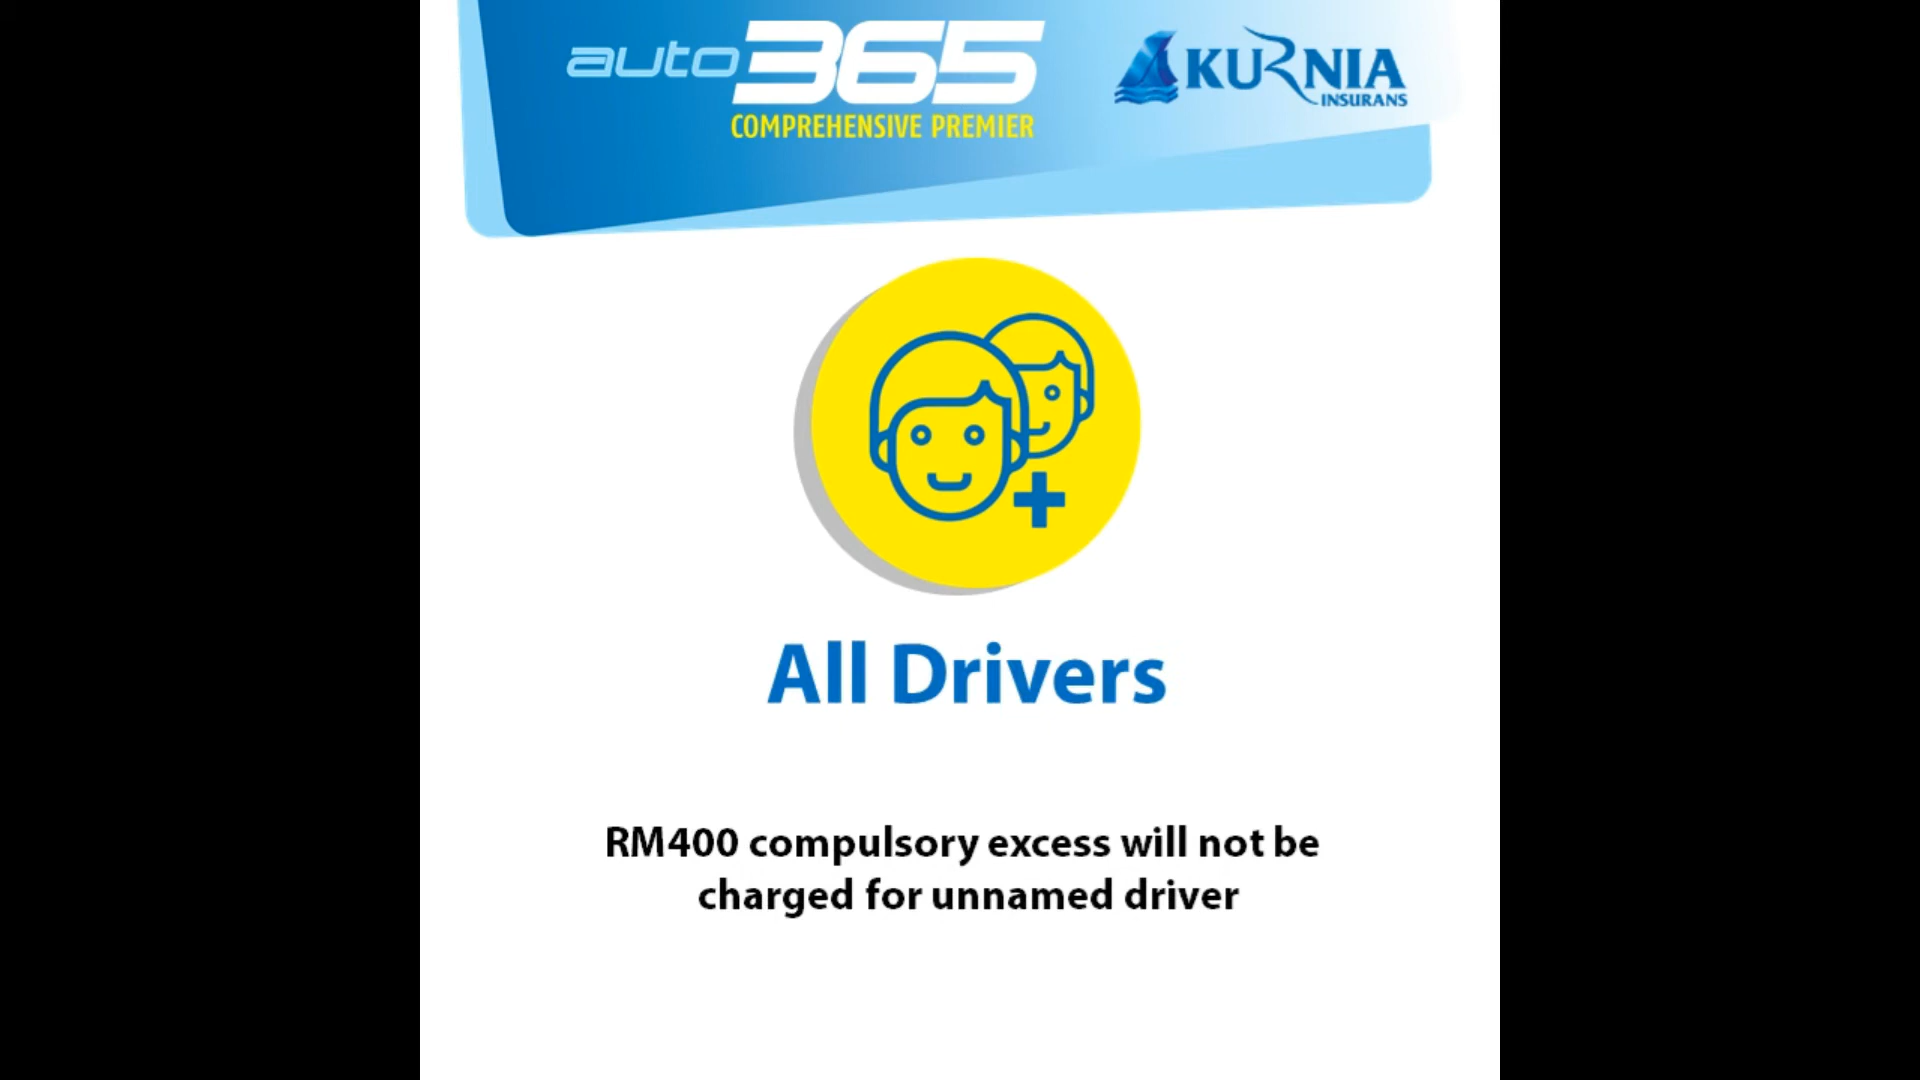 auto365
COMPREHENSIVE PREMIER
KURNIA
INSURANS
All Drivers
RM400 compulsory excess will not be
charged for unnamed driver